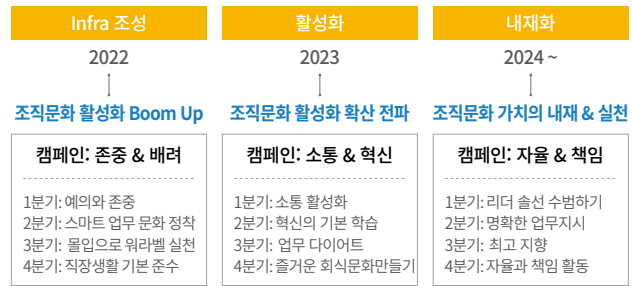 Infra 조성
2022
조직문화 활성화 Boom Up
캠페인: 존중 & 배려
1분기: 예의와 존중
2분기: 스마트 업무 문화 정착
3분기: 몰입으로 워라벨 실천
4분기: 직장생활 기본 준수
활성화
2023
조직문화 활성화 확산 전파
캠페인: 소통 & 혁신
1분기: 소통 활성화
2분기: 혁신의 기본 학습
3분기: 업무 다이어트
4분기: 즐거운 회식문화만들기
내재화
2024 ~
조직문화 가치의 내재 & 실천
캠페인: 자율 & 책임
1분기: 리더 솔선 수범하기
2분기: 명확한 업무지시
3분기: 최고 지향
4분기: 자율과 책임 활동